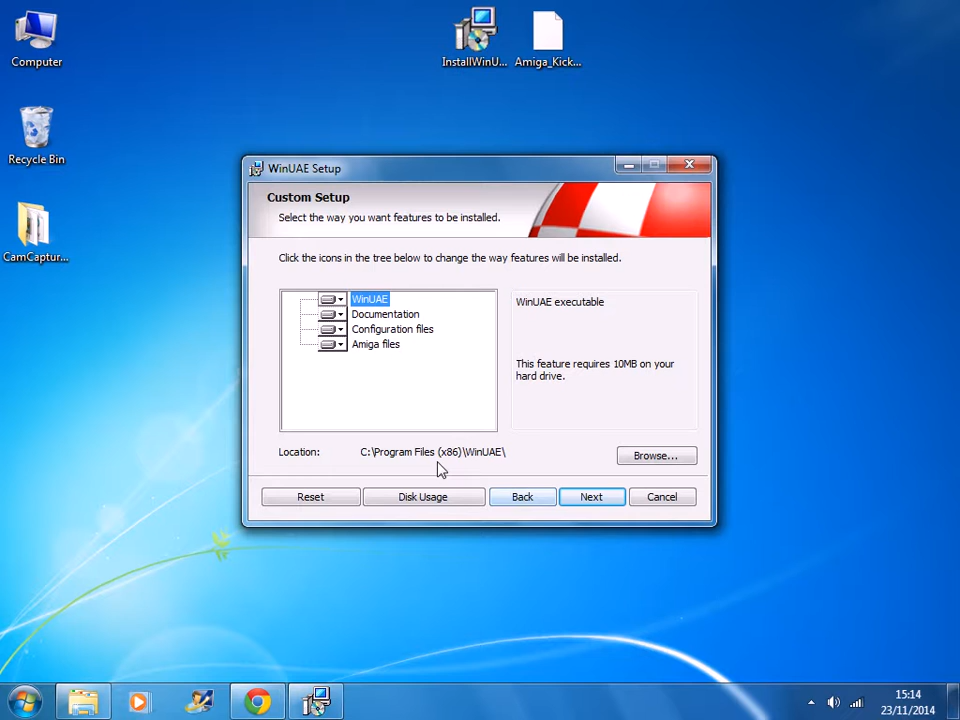 Computer
InstallWinU...
Amiga_Kick...
Recycle Bin
CamCaptur...
WinUAE Setup
Custom Setup
Select the way you want features to be installed.
Click the icons in the tree below to change the way features will be installed.
WinUAE
Documentation
Configuration files
Amiga files
WinUAE executable
This feature requires 10MB on your
hard drive.
Location: C:\Program Files (x86)\WinUAE\
Browse...
Reset Disk Usage Back Next Cancel
15:14
23/11/2014